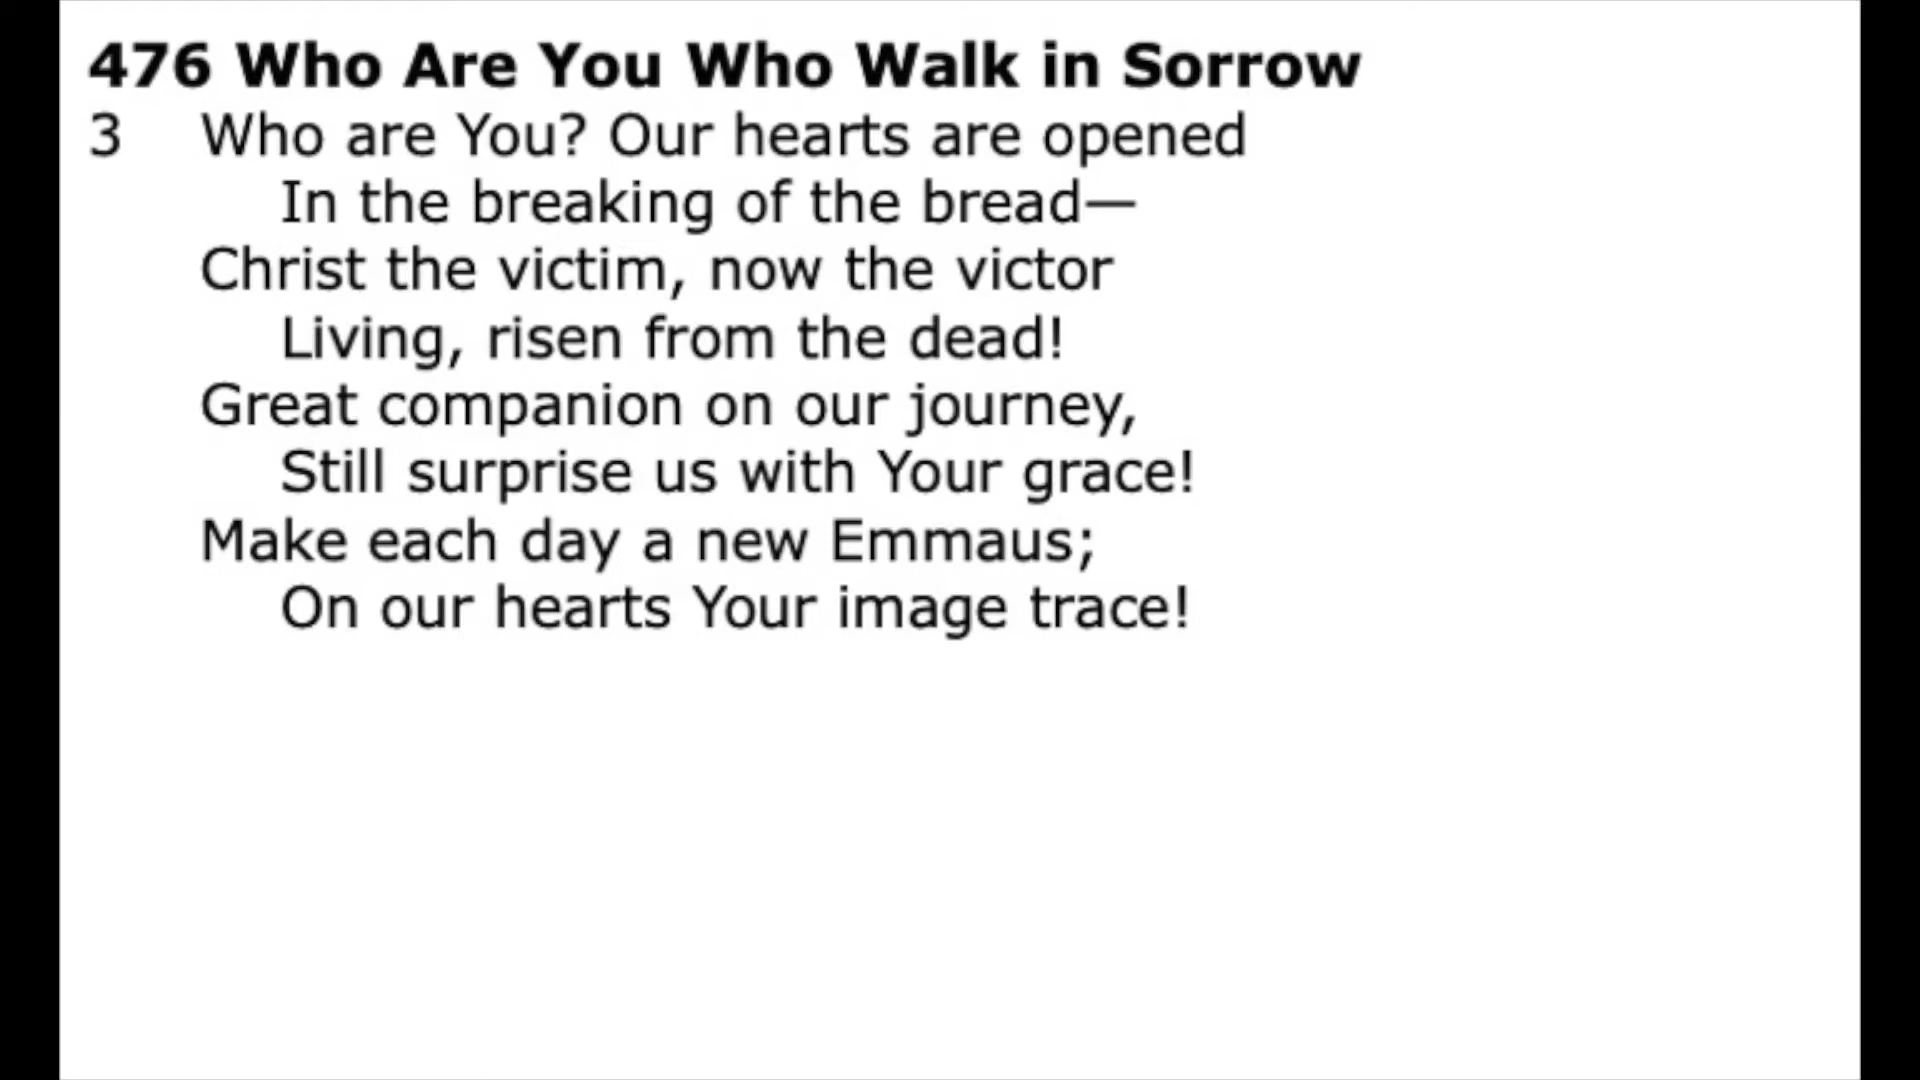 476 Who Are You Who Walk in Sorrow
3 Who are You? Our hearts are opened
In the breaking of the bread—
Christ the victim, now the victor
Living, risen from the dead!
Great companion on our journey,
Still surprise us with Your grace!
Make each day a new Emmaus;
On our hearts Your image trace!